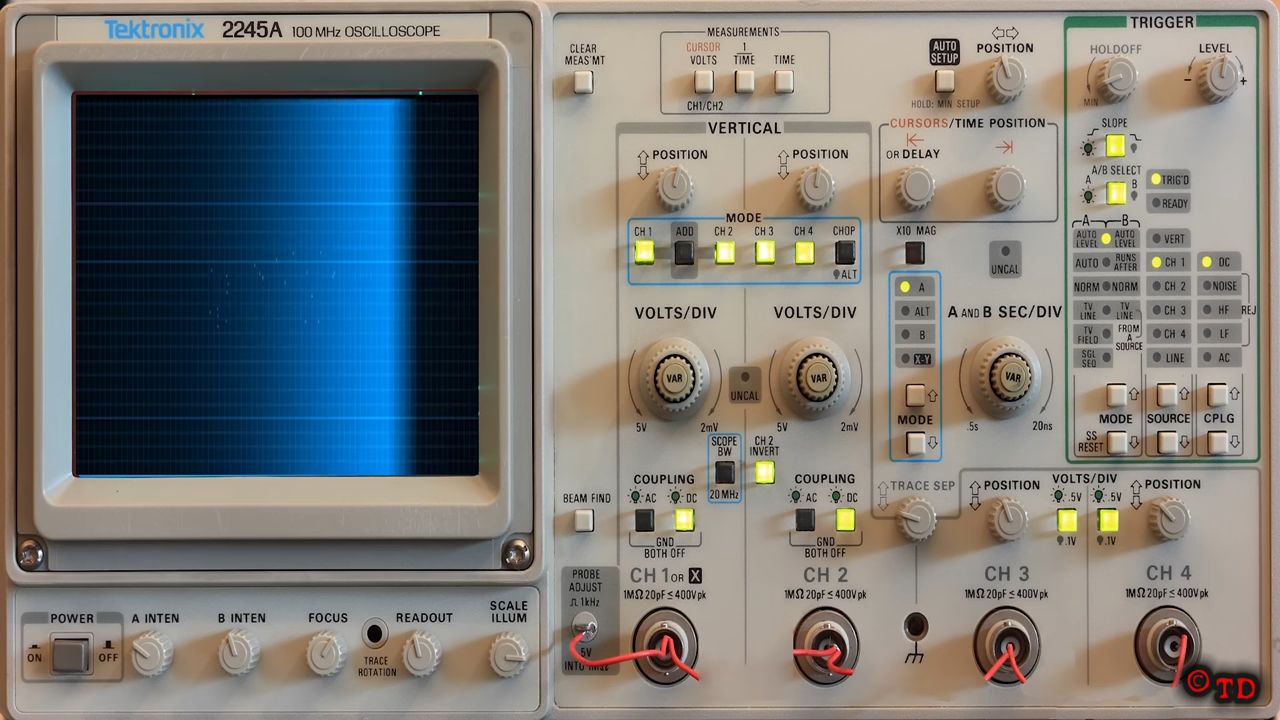 Tektronix 2245A 100 MHz OSCILLOSCOPE
POWER
ON
OFF
A INTEN
B INTEN
FOCUS
TRACE
ROTATION
READOUT
SCALE
ILLUM
CLEAR
MEAS'MT
MEASUREMENTS
CURSOR
VOLTS
1
TIME
TIME
CH1/CH2
AUTO
SETUP
HOLD: MIN SETUP
POSITION
VERTICAL
POSITION
POSITION
CURSORS/TIME POSITION
OR DELAY
MODE
CH 1
ADD
CH 2
CH 3
CH 4
CHOP
ALT
X10 MAG
UNCAL
VOLTS/DIV
VOLTS/DIV
VAR
VAR
5V
2mV
5V
2mV
UNCAL
A
ALT
B
X-Y
MODE
A AND B SEC/DIV
VAR
.5s
20ns
SCOPE
BW
20 MHz
CH 2
INVERT
BEAM FIND
COUPLING
AC
DC
GND
BOTH OFF
COUPLING
AC
DC
GND
BOTH OFF
TRACE SEP
POSITION
VOLTS/DIV
.5V
.1V
.5V
.1V
POSITION
PROBE
ADJUST
1kHz
.5V
INTO 1MΩ
CH 1 OR X
1MΩ 20pF ≤400V pk
CH 2
1MΩ 20pF ≤400V pk
CH 3
1MΩ 20pF ≤400V pk
CH 4
1MΩ 20pF ≤400V pk
TRIGGER
HOLDOFF
MIN
LEVEL
- +
SLOPE
A/B SELECT
A
B
TRIG'D
READY
A
B
AUTO
LEVEL
AUTO
LEVEL
AUTO
RUNS
AFTER
NORM
NORM
TV
LINE
TV
LINE
TV
FIELD
FROM
A
SOURCE
SGL
SEQ
VERT
CH 1
CH 2
CH 3
CH 4
LINE
DC
NOISE
HF
REJ
LF
AC
MODE
SOURCE
CPLG
SS
RESET
© TD